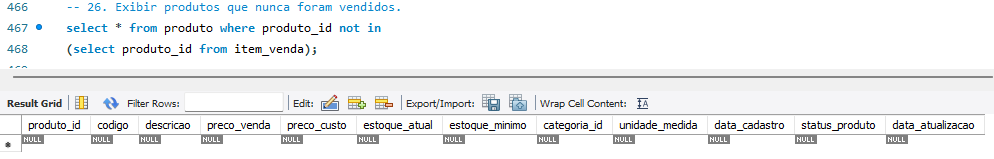 466 -- 26. Exibir produtos que nunca foram vendidos.
467 select * from produto where produto_id not in
468 (select produto_id from item_venda);
Result Grid Filter Rows: Edit: Export/Import: Wrap Cell Content:
produto_id codigo descricao preco_venda preco_custo estoque_atual estoque_minimo categoria_id unidade_medida data_cadastro status_produto data_atualizacao
* NULL NULL NULL NULL NULL NULL NULL NULL NULL NULL NULL NULL